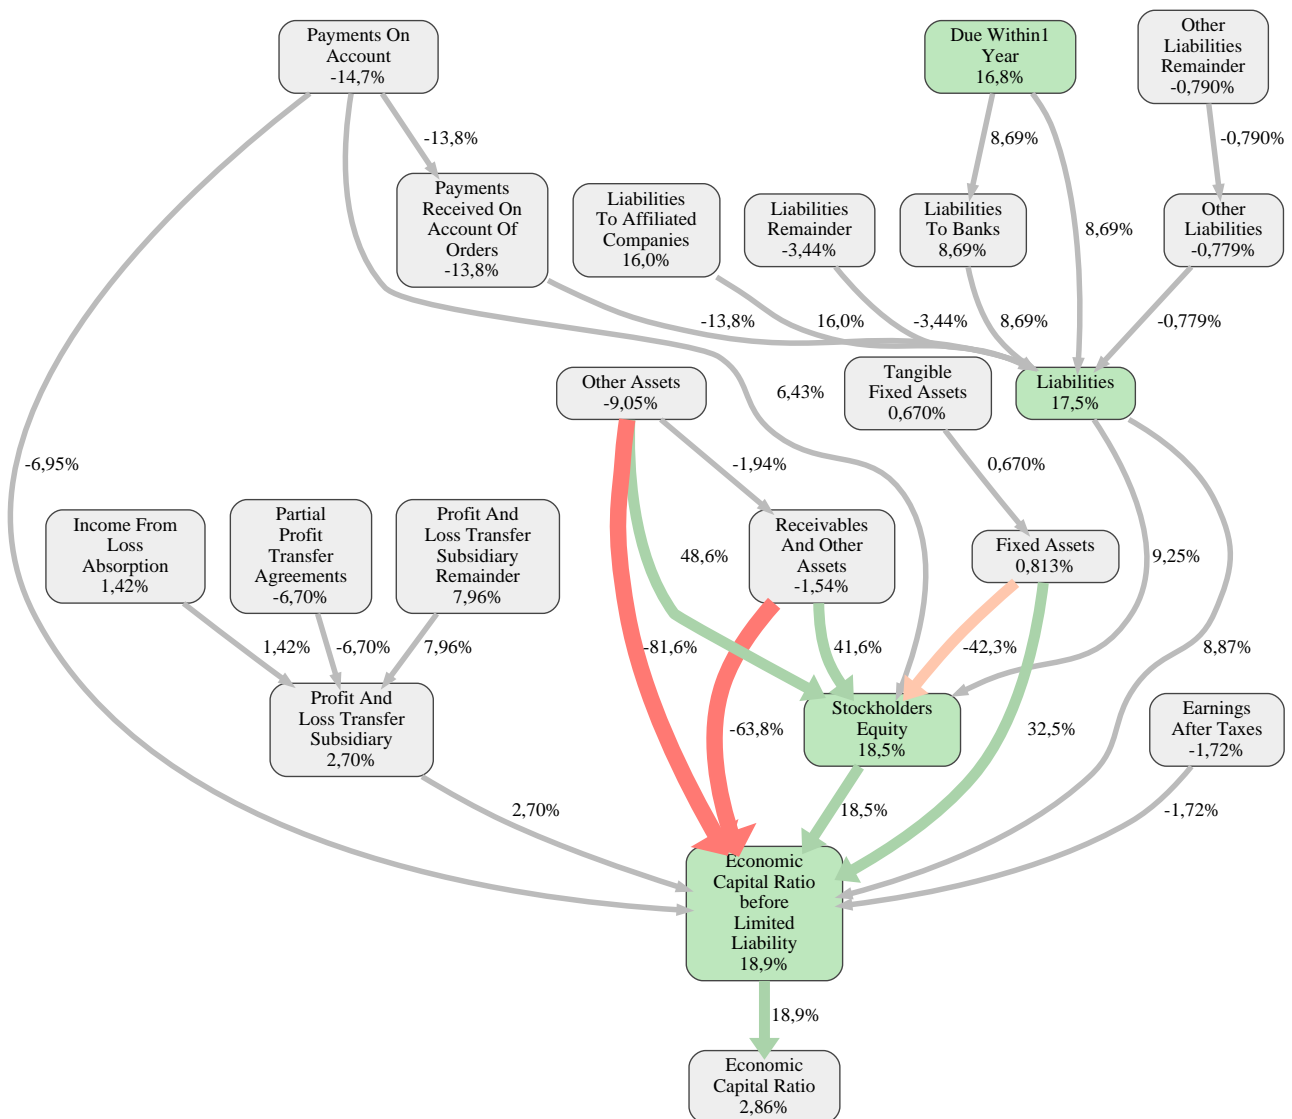 Payments On
Account
-14,7%
Due Within1
Year
16,8%
Other
Liabilities
Remainder
-0,790%
-13,8%
8,69%
-0,790%
Payments
Received On
Account Of
Orders
-13,8%
Liabilities
To Affiliated
Companies
16,0%
Liabilities
Remainder
-3,44%
Liabilities
To Banks
8,69%
8,69%
Other
Liabilities
-0,779%
-13,8%
16,0%
-3,44%
8,69%
-0,779%
Other Assets
-9,05%
6,43%
Tangible
Fixed Assets
0,670%
Liabilities
17,5%
-6,95%
-1,94%
0,670%
Income From
Loss
Absorption
1,42%
Partial
Profit
Transfer
Agreements
-6,70%
Profit And
Loss Transfer
Subsidiary
Remainder
7,96%
48,6%
Receivables
And Other
Assets
-1,54%
Fixed Assets
0,813%
9,25%
1,42%
-6,70%
7,96%
-81,6%
41,6%
-42,3%
8,87%
Profit And
Loss Transfer
Subsidiary
2,70%
-63,8%
Stockholders
Equity
18,5%
32,5%
Earnings
After Taxes
-1,72%
2,70%
18,5%
-1,72%
Economic
Capital Ratio
before
Limited
Liability
18,9%
18,9%
Economic
Capital Ratio
2,86%